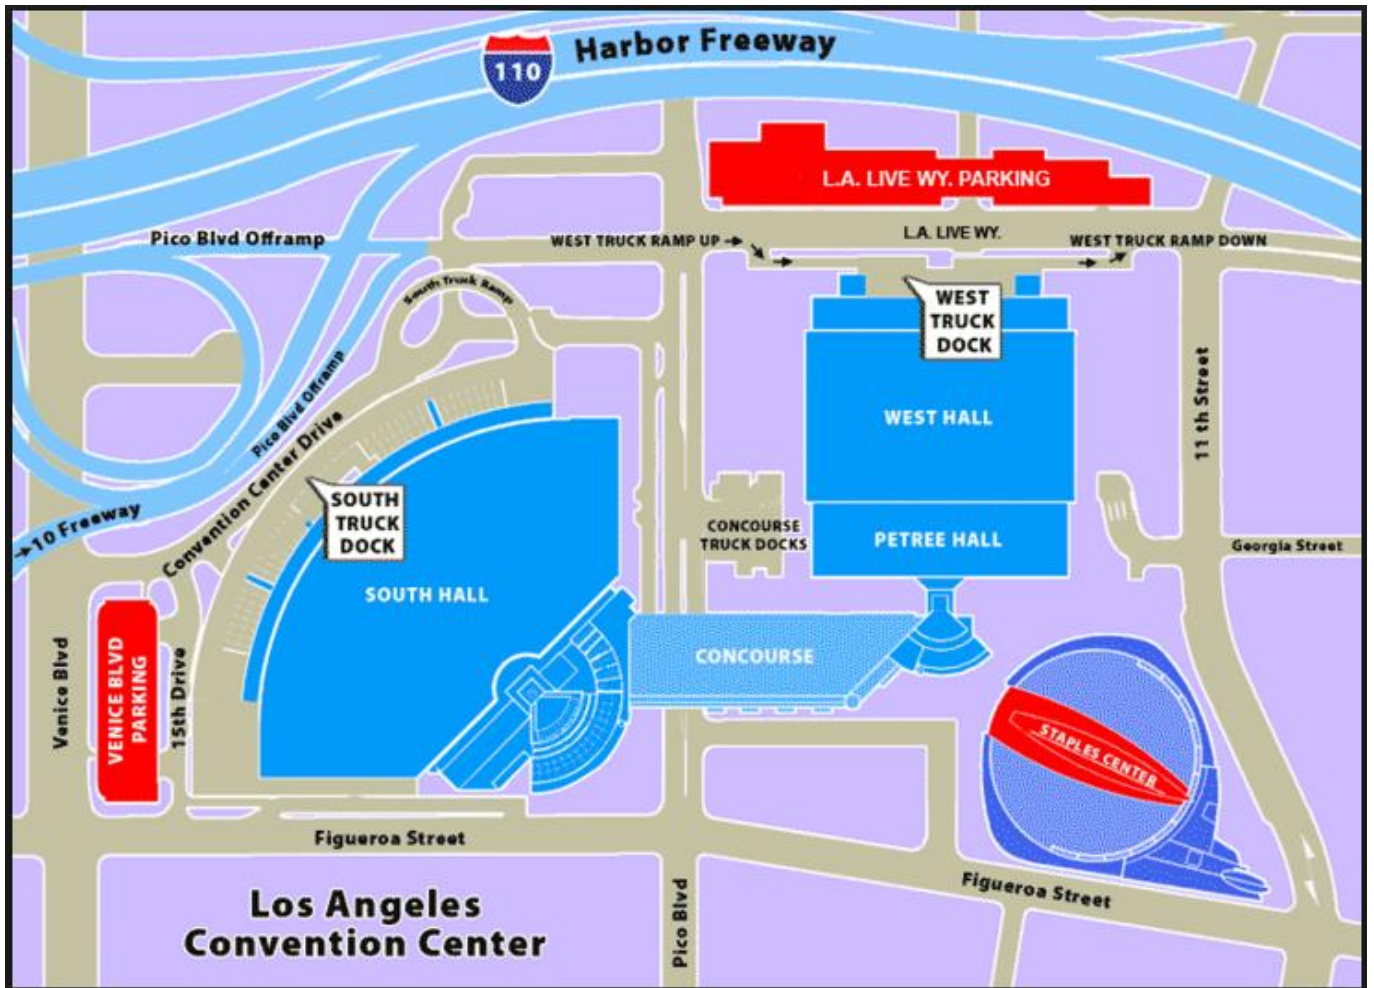 Harbor Freeway
110
L.A. LIVE WY. PARKING
Pico Blvd Offramp
WEST TRUCK RAMP UP
L.A. LIVE WY.
WEST TRUCK RAMP DOWN
South Truck Ramp
WEST
TRUCK
DOCK
11 th Street
Pico Blvd Offramp
Convention Center Drive
WEST HALL
10 Freeway
SOUTH
TRUCK
DOCK
CONCOURSE
TRUCK DOCKS
PETREE HALL
Georgia Street
SOUTH HALL
Venice Blvd
VENICE BLVD
PARKING
15th Drive
CONCOURSE
STAPLES CENTER
Figueroa Street
Figueroa Street
Los Angeles
Convention Center
Pico Blvd